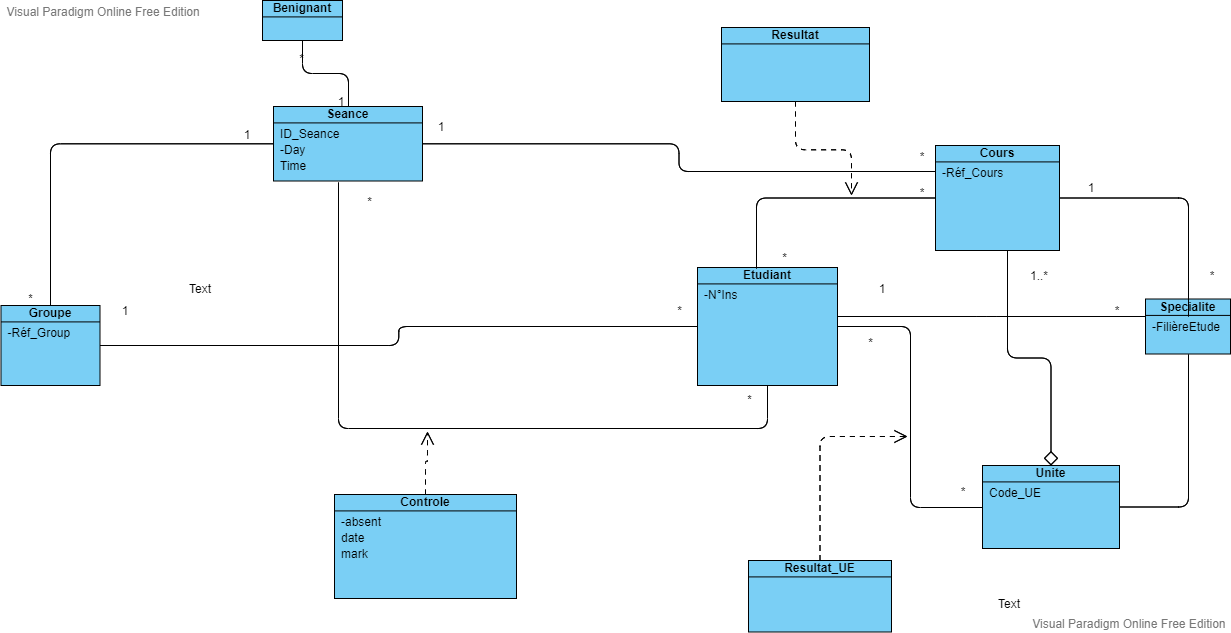 Visual Paradigm Online Free Edition
Benignant
*
1
Seance
ID_Seance
-Day
Time
1
1
*
Resultat
*
*
Cours
-Réf_Cours
1
1..*
*
Text
*
Groupe
-Réf_Group
1
*
*
Etudiant
-N°Ins
1
*
*
*
Specialite
-FilièreEtude
Controle
-absent
date
mark
*
Unite
Code_UE
Resultat_UE
Text
Visual Paradigm Online Free Edition